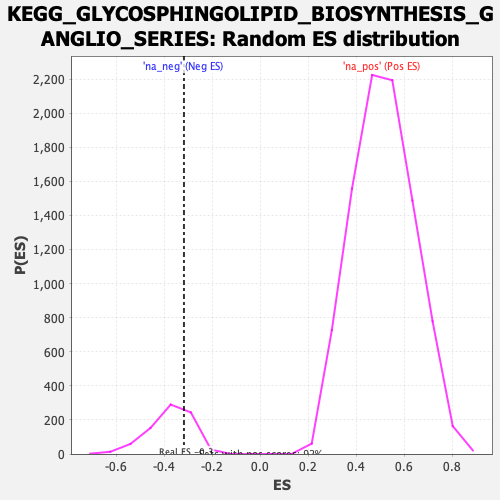 KEGG_GLYCOSPHINGOLIPID_BIOSYNTHESIS_G
ANGLIO_SERIES: Random ES distribution
'na_neg' (Neg ES) 'na_pos' (Pos ES)
2,200
2,000
1,800
1,600
1,400
1,200
1,000
800
600
400
200
0
P(ES)
Real ES with pos scores: 92%
-0.6 -0.4 -0.2 0.0 0.2 0.4 0.6 0.8
ES